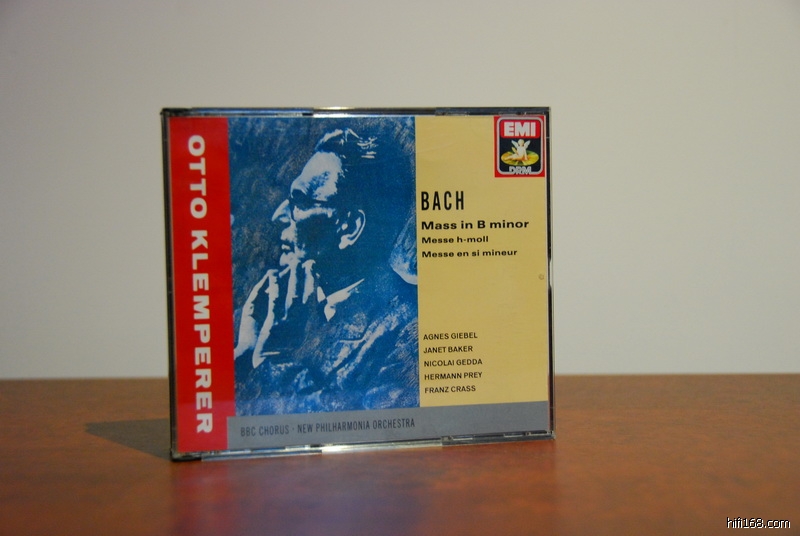 OTTO KLEMPERER
EMI
DRM
BACH
Mass in B minor
Messe h-moll
Messe en si mineur
AGNES GIEBEL
JANET BAKER
NICOLAI GEDDA
HERMANN PREY
FRANZ CRASS
BBC CHORUS · NEW PHILHARMONIA ORCHESTRA
hifi168.com